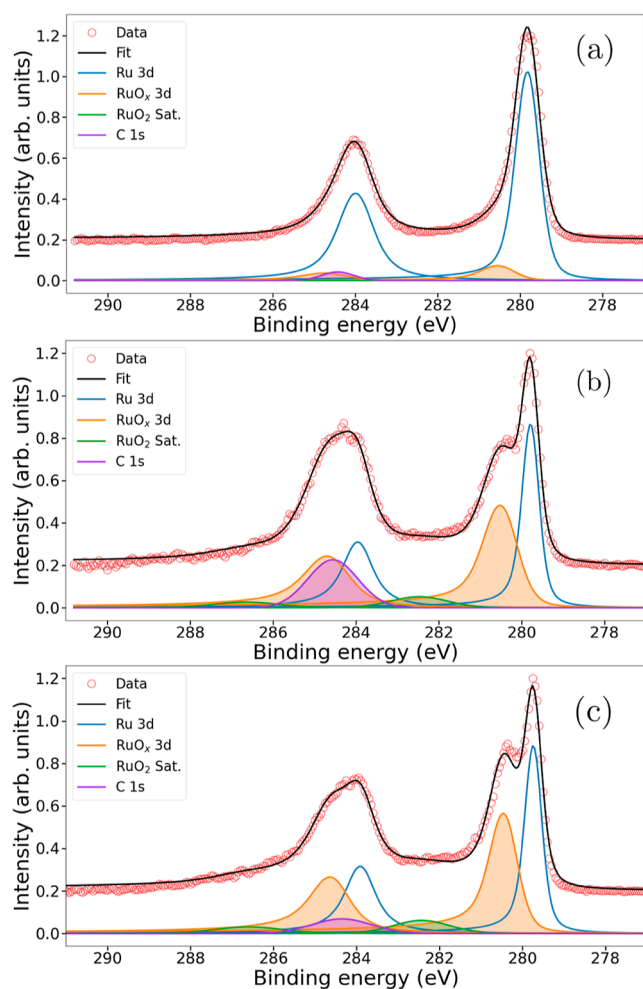 (a)
Data
Fit
Ru 3d
RuOₓ 3d
RuO₂ Sat.
C 1s
Intensity (arb. units)
1.2
1.0
0.8
0.6
0.4
0.2
0.0
290 288 286 284 282 280 278
Binding energy (eV)
(b)
Data
Fit
Ru 3d
RuOₓ 3d
RuO₂ Sat.
C 1s
Intensity (arb. units)
1.2
1.0
0.8
0.6
0.4
0.2
0.0
290 288 286 284 282 280 278
Binding energy (eV)
(c)
Data
Fit
Ru 3d
RuOₓ 3d
RuO₂ Sat.
C 1s
Intensity (arb. units)
1.2
1.0
0.8
0.6
0.4
0.2
0.0
290 288 286 284 282 280 278
Binding energy (eV)